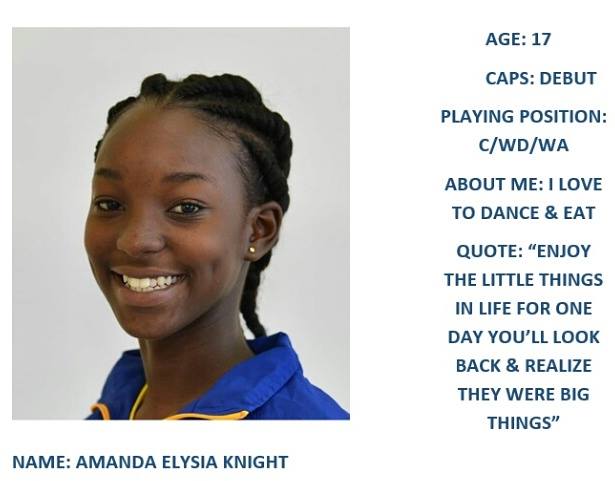 AGE: 17
CAPS: DEBUT
PLAYING POSITION:
C/WD/WA
ABOUT ME: I LOVE
TO DANCE & EAT
QUOTE: “ENJOY
THE LITTLE THINGS
IN LIFE FOR ONE
DAY YOU’LL LOOK
BACK & REALIZE
THEY WERE BIG
THINGS”
NAME: AMANDA ELYSIA KNIGHT